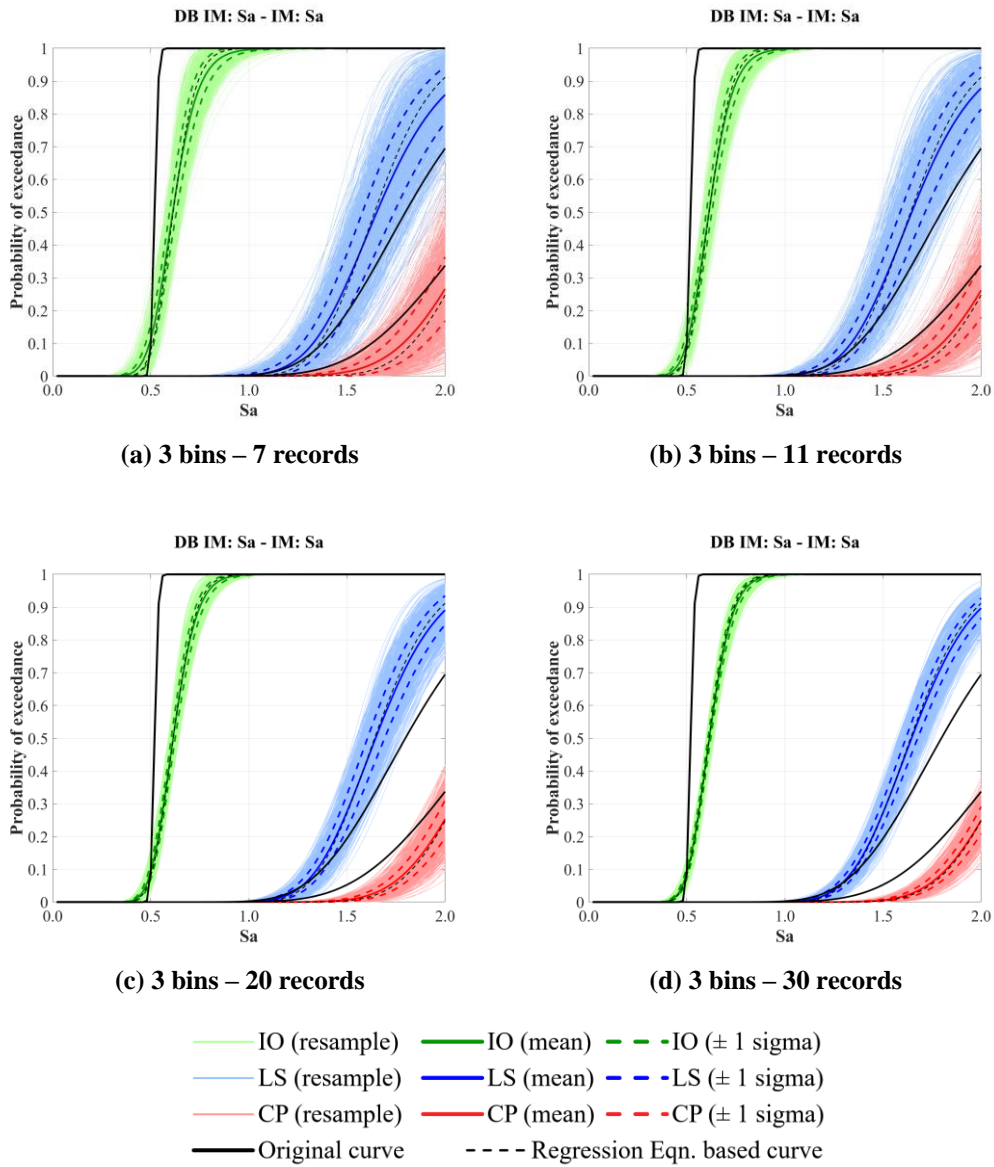 DB IM: Sa - IM: Sa
Probability of exceedance
1
0.9
0.8
0.7
0.6
0.5
0.4
0.3
0.2
0.1
0
0.0 0.5 1.0 1.5 2.0
Sa
(a) 3 bins – 7 records
DB IM: Sa - IM: Sa
Probability of exceedance
1
0.9
0.8
0.7
0.6
0.5
0.4
0.3
0.2
0.1
0
0.0 0.5 1.0 1.5 2.0
Sa
(b) 3 bins – 11 records
DB IM: Sa - IM: Sa
Probability of exceedance
1
0.9
0.8
0.7
0.6
0.5
0.4
0.3
0.2
0.1
0
0.0 0.5 1.0 1.5 2.0
Sa
(c) 3 bins – 20 records
DB IM: Sa - IM: Sa
Probability of exceedance
1
0.9
0.8
0.7
0.6
0.5
0.4
0.3
0.2
0.1
0
0.0 0.5 1.0 1.5 2.0
Sa
(d) 3 bins – 30 records
IO (resample) IO (mean) IO (± 1 sigma)
LS (resample) LS (mean) LS (± 1 sigma)
CP (resample) CP (mean) CP (± 1 sigma)
Original curve Regression Eqn. based curve